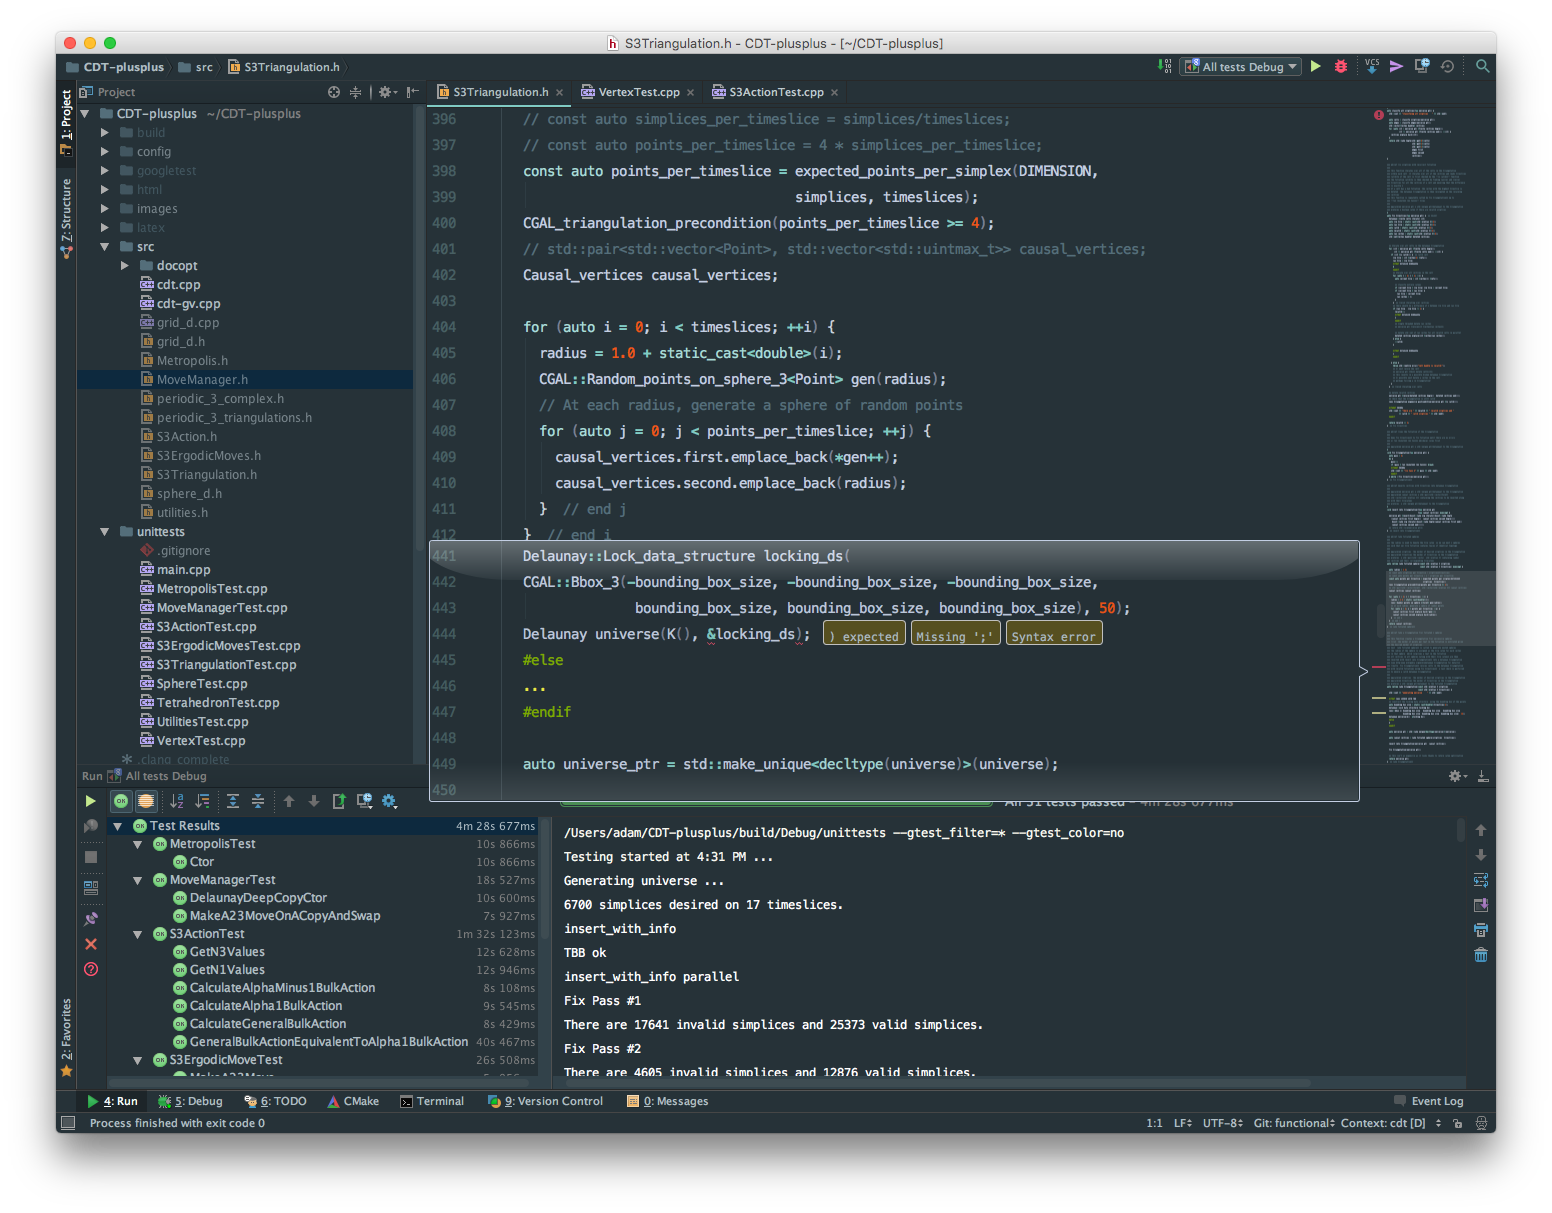 S3Triangulation.h - CDT-plusplus - [~/CDT-plusplus]
CDT-plusplus src S3Triangulation.h
All tests Debug VCS
1: Project
7: Structure
2: Favorites
Project
CDT-plusplus ~/CDT-plusplus
build
config
googletest
html
images
latex
src
docopt
cdt.cpp
cdt-gv.cpp
grid_d.cpp
grid_d.h
Metropolis.h
MoveManager.h
periodic_3_complex.h
periodic_3_triangulations.h
S3Action.h
S3ErgodicMoves.h
S3Triangulation.h
sphere_d.h
utilities.h
unittests
.gitignore
main.cpp
MetropolisTest.cpp
MoveManagerTest.cpp
S3ActionTest.cpp
S3ErgodicMovesTest.cpp
S3TriangulationTest.cpp
SphereTest.cpp
TetrahedronTest.cpp
UtilitiesTest.cpp
VertexTest.cpp
.clang_complete
S3Triangulation.h VertexTest.cpp S3ActionTest.cpp
396 // const auto simplices_per_timeslice = simplices/timeslices;
397 // const auto points_per_timeslice = 4 * simplices_per_timeslice;
398 const auto points_per_timeslice = expected_points_per_simplex(DIMENSION,
399 simplices, timeslices);
400 CGAL_triangulation_precondition(points_per_timeslice >= 4);
401 // std::pair<std::vector<Point>, std::vector<std::uintmax_t>> causal_vertices;
402 Causal_vertices causal_vertices;
403
404 for (auto i = 0; i < timeslices; ++i) {
405 radius = 1.0 + static_cast<double>(i);
406 CGAL::Random_points_on_sphere_3<Point> gen(radius);
407 // At each radius, generate a sphere of random points
408 for (auto j = 0; j < points_per_timeslice; ++j) {
409 causal_vertices.first.emplace_back(*gen++);
410 causal_vertices.second.emplace_back(radius);
411 } // end j
412 } // end i
441 Delaunay::Lock_data_structure locking_ds(
442 CGAL::Bbox_3(-bounding_box_size, -bounding_box_size, -bounding_box_size,
443 bounding_box_size, bounding_box_size, bounding_box_size), 50);
444 Delaunay universe(K(), &locking_ds); ) expected Missing ';' Syntax error
445 #else
446 ...
447 #endif
448
449 auto universe_ptr = std::make_unique<decltype(universe)>(universe);
450
Run All tests Debug
All 51 tests passed - 4m 28s 677ms
Test Results 4m 28s 677ms
MetropolisTest 10s 866ms
Ctor 10s 866ms
MoveManagerTest 18s 527ms
DelaunayDeepCopyCtor 10s 600ms
MakeA23MoveOnACopyAndSwap 7s 927ms
S3ActionTest 1m 32s 123ms
GetN3Values 12s 628ms
GetN1Values 12s 946ms
CalculateAlphaMinus1BulkAction 8s 108ms
CalculateAlpha1BulkAction 9s 545ms
CalculateGeneralBulkAction 8s 429ms
GeneralBulkActionEquivalentToAlpha1BulkAction 40s 467ms
S3ErgodicMoveTest 26s 508ms
MakeA23Move
/Users/adam/CDT-plusplus/build/Debug/unittests --gtest_filter=* --gtest_color=no
Testing started at 4:31 PM ...
Generating universe ...
6700 simplices desired on 17 timeslices.
insert_with_info
TBB ok
insert_with_info parallel
Fix Pass #1
There are 17641 invalid simplices and 25373 valid simplices.
Fix Pass #2
There are 4605 invalid simplices and 12876 valid simplices.
4: Run 5: Debug 6: TODO CMake Terminal 9: Version Control 0: Messages Event Log
Process finished with exit code 0 1:1 LF UTF-8 Git: functional Context: cdt [D]